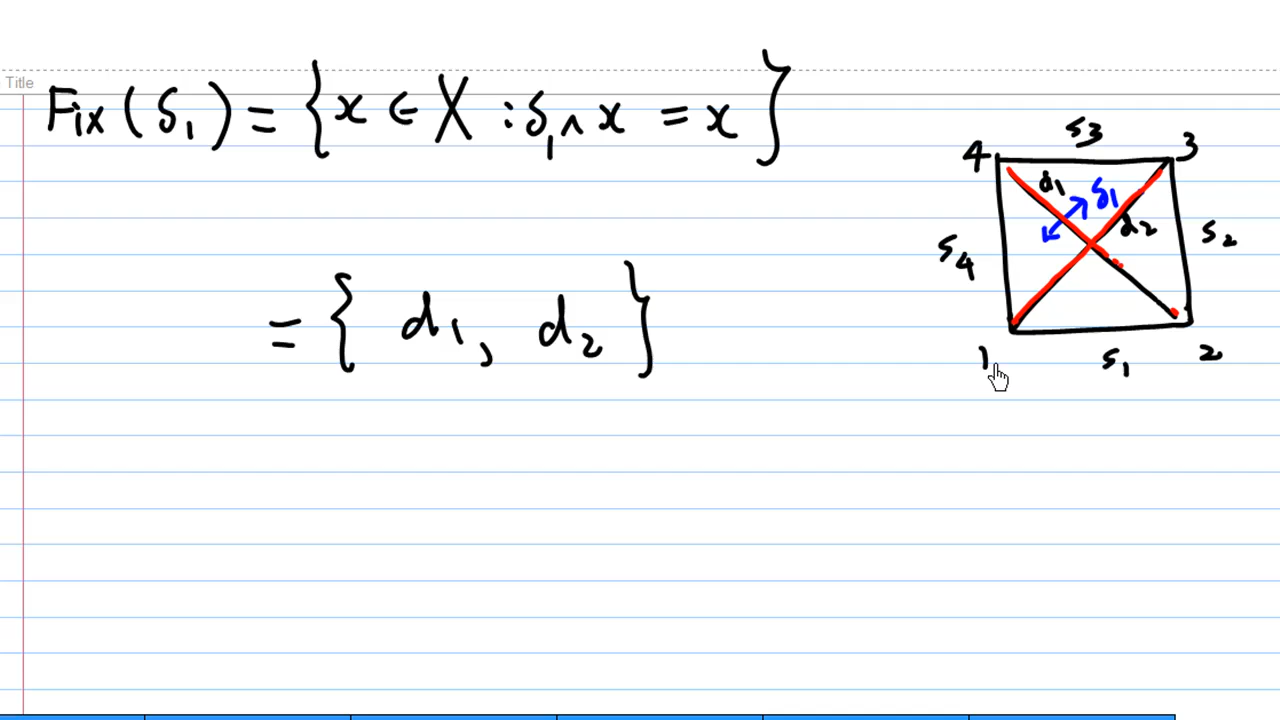 Title
Fix(δ₁) = {x ∈ X : δ₁ ∧ x = x}
= {d₁, d₂}
s3
4 3
d₁ δ₁
d₂
s₄ s₂
1 s₁ 2